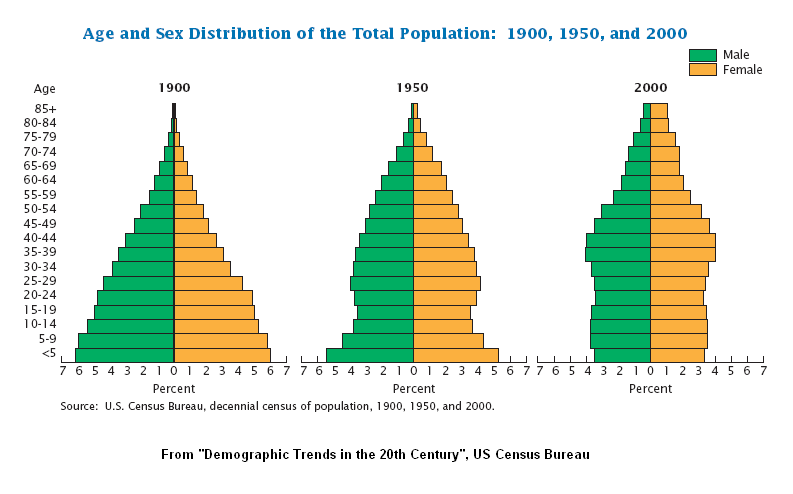 Age and Sex Distribution of the Total Population: 1900, 1950, and 2000
Male
Female
Age 1900 1950 2000
85+
80-84
75-79
70-74
65-69
60-64
55-59
50-54
45-49
40-44
35-39
30-34
25-29
20-24
15-19
10-14
5-9
<5
7 6 5 4 3 2 1 0 1 2 3 4 5 6 7 7 6 5 4 3 2 1 0 1 2 3 4 5 6 7 7 6 5 4 3 2 1 0 1 2 3 4 5 6 7
Percent Percent Percent
Source: U.S. Census Bureau, decennial census of population, 1900, 1950, and 2000.
From "Demographic Trends in the 20th Century", US Census Bureau